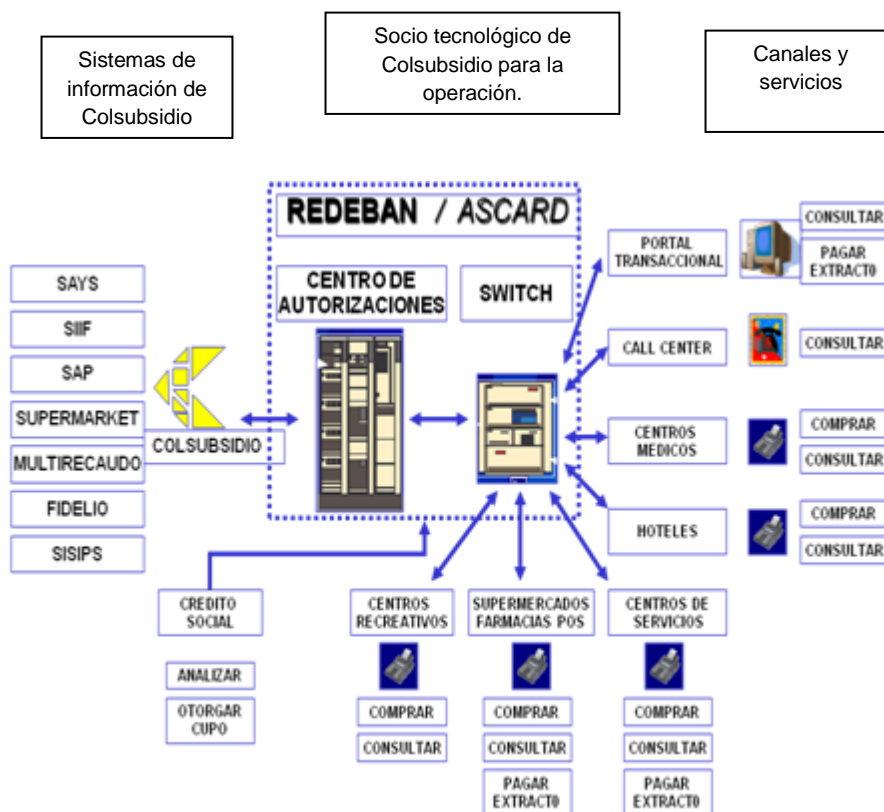 Sistemas de
información de
Colsubsidio
Socio tecnológico de
Colsubsidio para la
operación.
Canales y
servicios
REDEBAN / ASCARD
CENTRO DE
AUTORIZACIONES
SWITCH
SAYS
SIIF
SAP
SUPERMARKET
MULTIRECAUDO
FIDELIO
SISIPS
COLSUBSIDIO
PORTAL
TRANSACCIONAL
CONSULTAR
PAGAR
EXTRACTO
CALL CENTER
CONSULTAR
CENTROS
MEDICOS
COMPRAR
CONSULTAR
HOTELES
COMPRAR
CONSULTAR
CREDITO
SOCIAL
ANALIZAR
OTORGAR
CUPO
CENTROS
RECREATIVOS
COMPRAR
CONSULTAR
SUPERMERCADOS
FARMACIAS POS
COMPRAR
CONSULTAR
PAGAR
EXTRACTO
CENTROS DE
SERVICIOS
COMPRAR
CONSULTAR
PAGAR
EXTRACTO